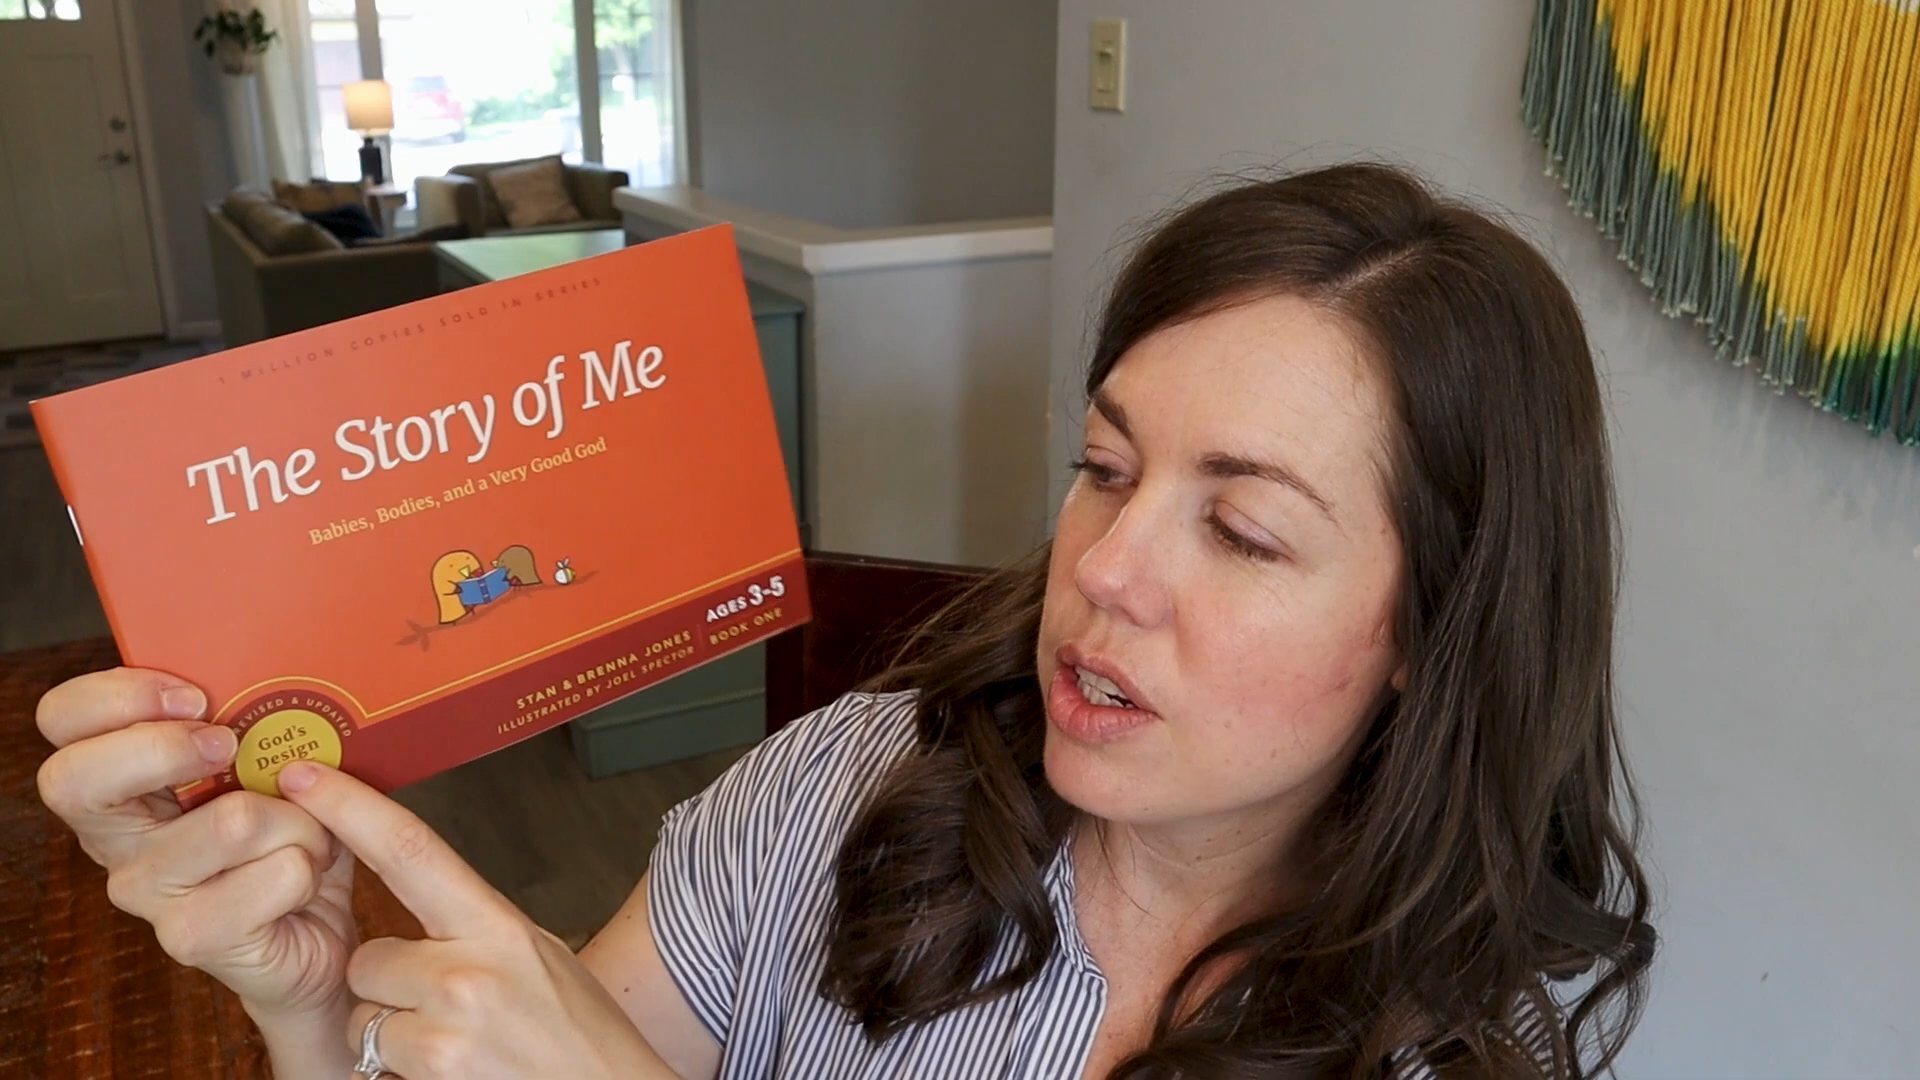 1 MILLION COPIES SOLD IN SERIES
The Story of Me
Babies, Bodies, and a Very Good God
AGES 3-5
BOOK ONE
STAN & BRENNA JONES
ILLUSTRATED BY JOEL SPECTOR
REVISED & UPDATED
God's
Design